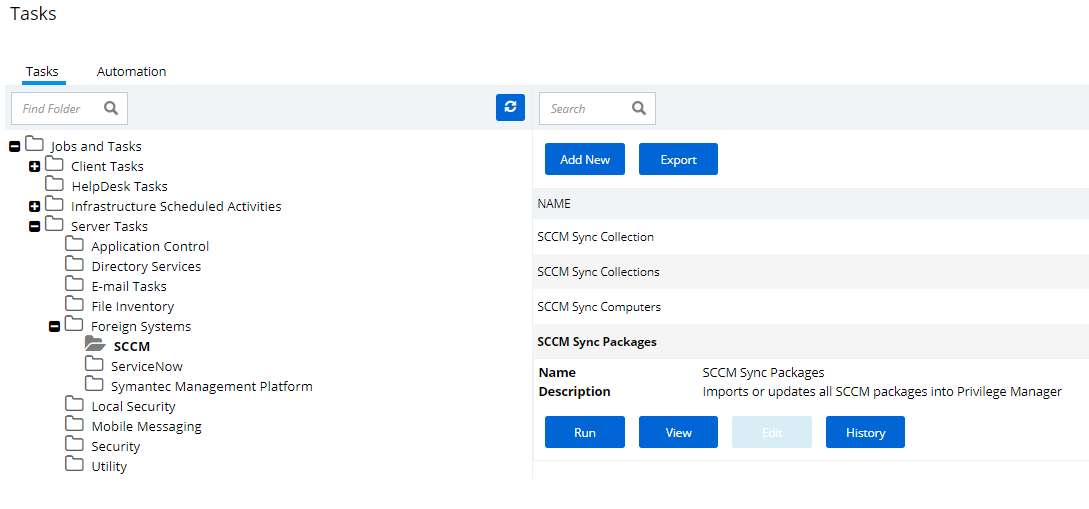 Tasks
Tasks Automation
Find Folder
Search
Jobs and Tasks
Client Tasks
HelpDesk Tasks
Infrastructure Scheduled Activities
Server Tasks
Application Control
Directory Services
E-mail Tasks
File Inventory
Foreign Systems
SCCM
ServiceNow
Symantec Management Platform
Local Security
Mobile Messaging
Security
Utility
Add New Export
NAME
SCCM Sync Collection
SCCM Sync Collections
SCCM Sync Computers
SCCM Sync Packages
Name SCCM Sync Packages
Description Imports or updates all SCCM packages into Privilege Manager
Run View Edit History